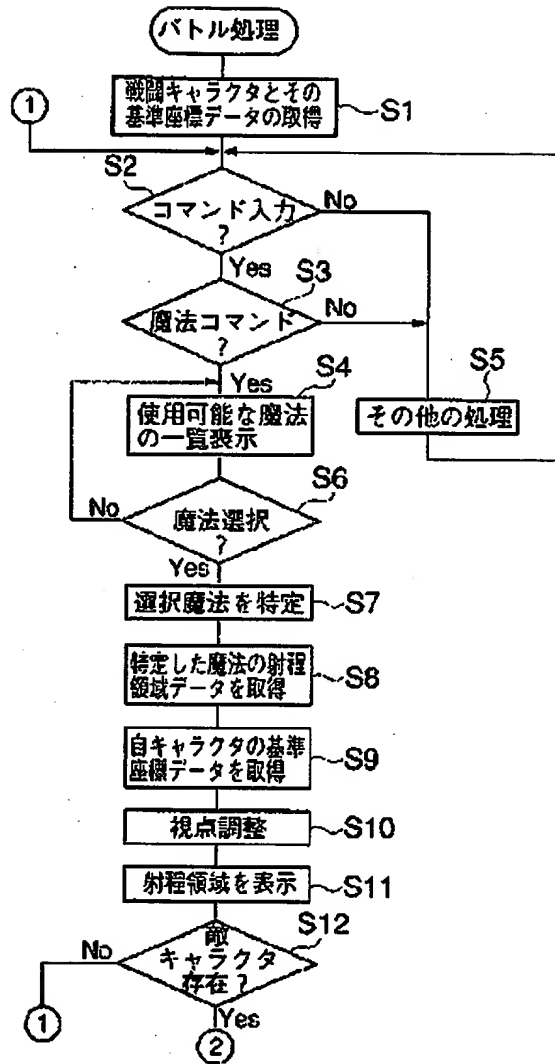 バトル処理
戦闘キャラクタとその
基準座標データの取得
S1
1
S2
コマンド入力
?
No
Yes
S3
魔法コマンド
?
No
Yes
S4
使用可能な魔法
の一覧表示
S5
その他の処理
S6
魔法選択
?
No
Yes
選択魔法を特定
S7
特定した魔法の射程
領域データを取得
S8
自キャラクタの基準
座標データを取得
S9
視点調整
S10
射程領域を表示
S11
S12
敵
キャラクタ
存在?
No
1
Yes
2